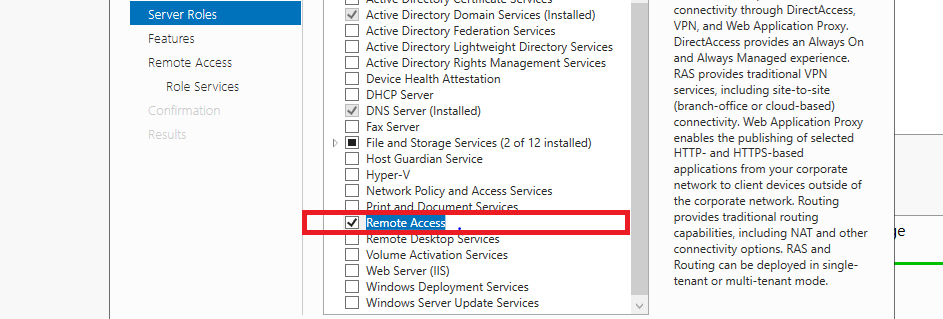 Server Roles
Features
Remote Access
Role Services
Confirmation
Results
Active Directory Domain Services (Installed)
Active Directory Federation Services
Active Directory Lightweight Directory Services
Active Directory Rights Management Services
Device Health Attestation
DHCP Server
DNS Server (Installed)
Fax Server
File and Storage Services (2 of 12 installed)
Host Guardian Service
Hyper-V
Network Policy and Access Services
Print and Document Services
Remote Access
Remote Desktop Services
Volume Activation Services
Web Server (IIS)
Windows Deployment Services
Windows Server Update Services
connectivity through DirectAccess,
VPN, and Web Application Proxy.
DirectAccess provides an Always On
and Always Managed experience.
RAS provides traditional VPN
services, including site-to-site
(branch-office or cloud-based)
connectivity. Web Application Proxy
enables the publishing of selected
HTTP- and HTTPS-based
applications from your corporate
network to client devices outside of
the corporate network. Routing
provides traditional routing
capabilities, including NAT and other
connectivity options. RAS and
Routing can be deployed in single-
tenant or multi-tenant mode.